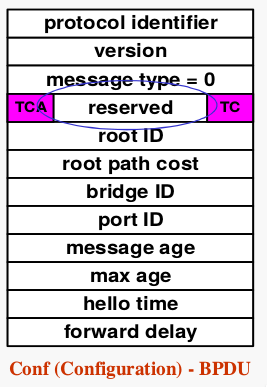 protocol identifier
version
message type = 0
TCA reserved TC
root ID
root path cost
bridge ID
port ID
message age
max age
hello time
forward delay
Conf (Configuration) - BPDU